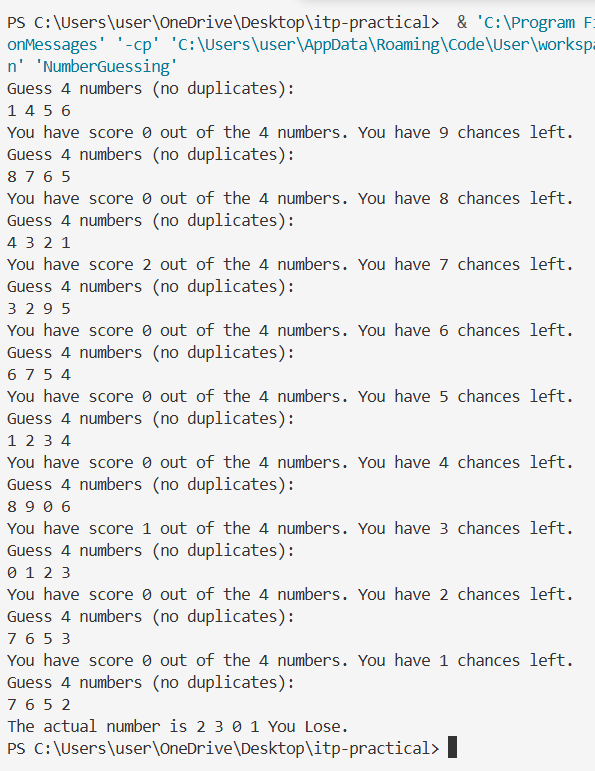 PS C:\Users\user\OneDrive\Desktop\itp-practical>  & 'C:\Program Fi
onMessages' '-cp' 'C:\Users\user\AppData\Roaming\Code\User\workspa
n' 'NumberGuessing'
Guess 4 numbers (no duplicates):
1 4 5 6
You have score 0 out of the 4 numbers. You have 9 chances left.
Guess 4 numbers (no duplicates):
8 7 6 5
You have score 0 out of the 4 numbers. You have 8 chances left.
Guess 4 numbers (no duplicates):
4 3 2 1
You have score 2 out of the 4 numbers. You have 7 chances left.
Guess 4 numbers (no duplicates):
3 2 9 5
You have score 0 out of the 4 numbers. You have 6 chances left.
Guess 4 numbers (no duplicates):
6 7 5 4
You have score 0 out of the 4 numbers. You have 5 chances left.
Guess 4 numbers (no duplicates):
1 2 3 4
You have score 0 out of the 4 numbers. You have 4 chances left.
Guess 4 numbers (no duplicates):
8 9 0 6
You have score 1 out of the 4 numbers. You have 3 chances left.
Guess 4 numbers (no duplicates):
0 1 2 3
You have score 0 out of the 4 numbers. You have 2 chances left.
Guess 4 numbers (no duplicates):
7 6 5 3
You have score 0 out of the 4 numbers. You have 1 chances left.
Guess 4 numbers (no duplicates):
7 6 5 2
The actual number is 2 3 0 1 You Lose.
PS C:\Users\user\OneDrive\Desktop\itp-practical>